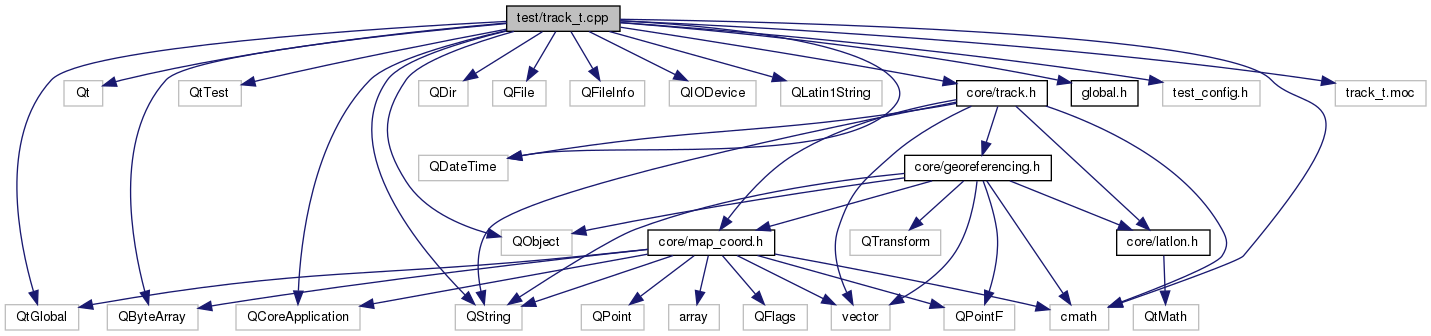 test/track_t.cpp
Qt
QtTest
QDir
QFile
QFileInfo
QIODevice
QLatin1String
core/track.h
global.h
test_config.h
track_t.moc
QDateTime
core/georeferencing.h
QObject
core/map_coord.h
QTransform
core/latlon.h
QtGlobal
QByteArray
QCoreApplication
QString
QPoint
array
QFlags
vector
QPointF
cmath
QtMath